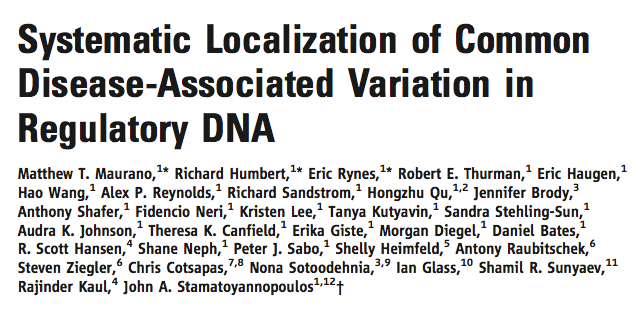 Systematic Localization of Common
Disease-Associated Variation in
Regulatory DNA
Matthew T. Maurano,1* Richard Humbert,1* Eric Rynes,1* Robert E. Thurman,1 Eric Haugen,1
Hao Wang,1 Alex P. Reynolds,1 Richard Sandstrom,1 Hongzhu Qu,1,2 Jennifer Brody,3
Anthony Shafer,1 Fidencio Neri,1 Kristen Lee,1 Tanya Kutyavin,1 Sandra Stehling-Sun,1
Audra K. Johnson,1 Theresa K. Canfield,1 Erika Giste,1 Morgan Diegel,1 Daniel Bates,1
R. Scott Hansen,4 Shane Neph,1 Peter J. Sabo,1 Shelly Heimfeld,5 Antony Raubitschek,6
Steven Ziegler,6 Chris Cotsapas,7,8 Nona Sotoodehnia,3,9 Ian Glass,10 Shamil R. Sunyaev,11
Rajinder Kaul,4 John A. Stamatoyannopoulos1,12†